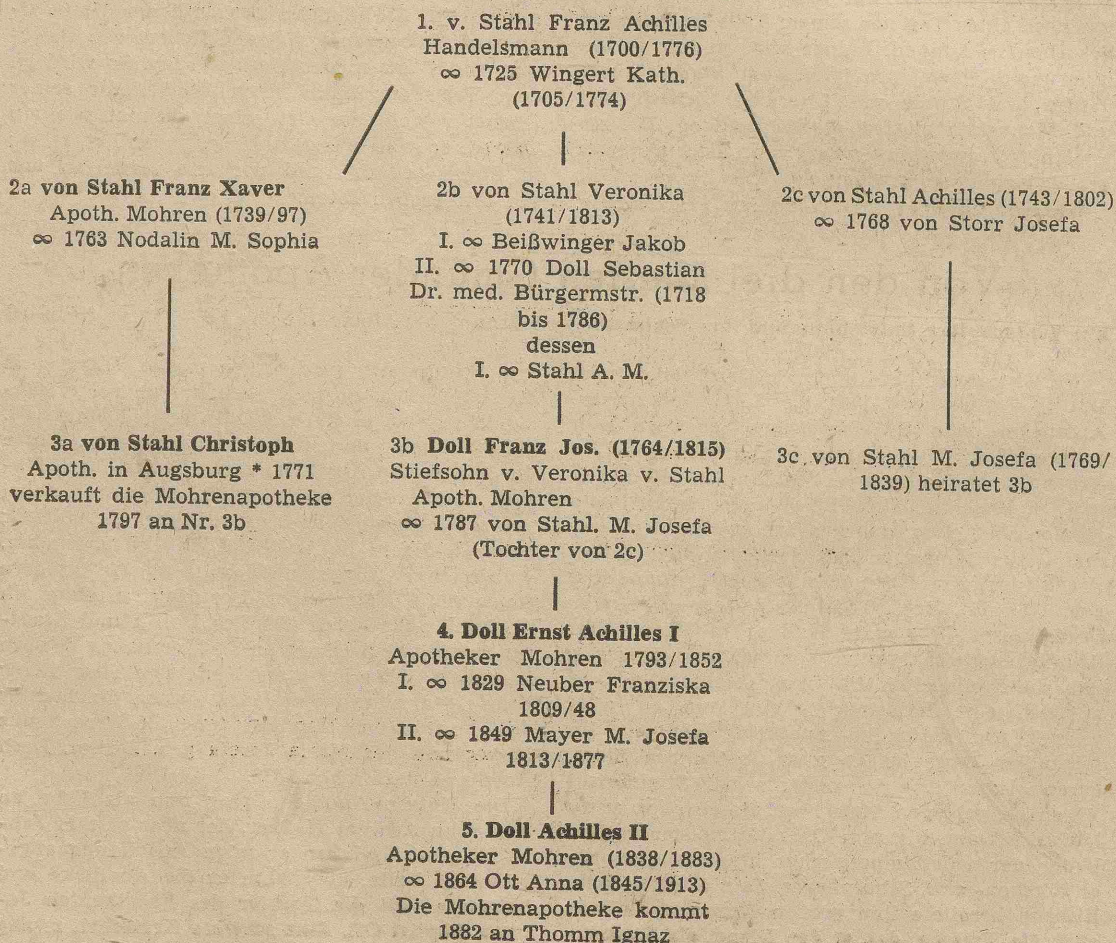 1. v. Stahl Franz Achilles
Handelsmann (1700/1776)
∞ 1725 Wingert Kath.
(1705/1774)
2a von Stahl Franz Xaver
Apoth. Mohren (1739/97)
∞ 1763 Nodalin M. Sophia
2b von Stahl Veronika
(1741/1813)
I. ∞ Beißwinger Jakob
II. ∞ 1770 Doll Sebastian
Dr. med. Bürgermstr. (1718
bis 1786)
dessen
I. ∞ Stahl A. M.
2c von Stahl Achilles (1743/1802)
∞ 1768 von Storr Josefa
3a von Stahl Christoph
Apoth. in Augsburg * 1771
verkauft die Mohrenapotheke
1797 an Nr. 3b
3b Doll Franz Jos. (1764/1815)
Stiefsohn v. Veronika v. Stahl
Apoth. Mohren
∞ 1787 von Stahl. M. Josefa
(Tochter von 2c)
3c von Stahl M. Josefa (1769/
1839) heiratet 3b
4. Doll Ernst Achilles I
Apotheker Mohren 1793/1852
I. ∞ 1829 Neuber Franziska
1809/48
II. ∞ 1849 Mayer M. Josefa
1813/1877
5. Doll Achilles II
Apotheker Mohren (1838/1883)
∞ 1864 Ott Anna (1845/1913)
Die Mohrenapotheke kommt
1882 an Thomm Ignaz